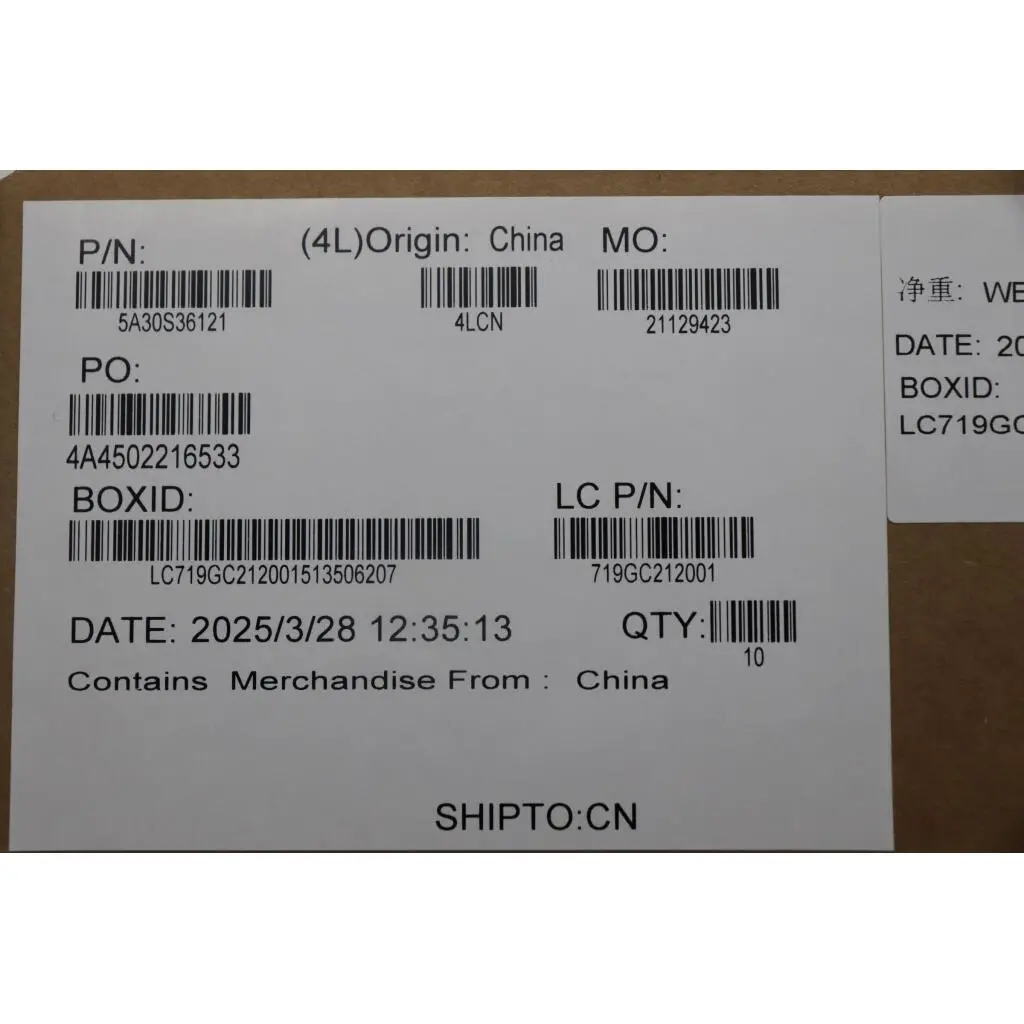 P/N:
(4L)Origin: China
MO:
5A30S36121
4LCN
21129423
PO:
4A4502216533
BOXID:
LC P/N:
LC719GC212001513506207
719GC212001
DATE: 2025/3/28 12:35:13
QTY:
10
Contains Merchandise From : China
SHIPTO:CN
净重:
DATE: 20
BOXID:
LC719GC